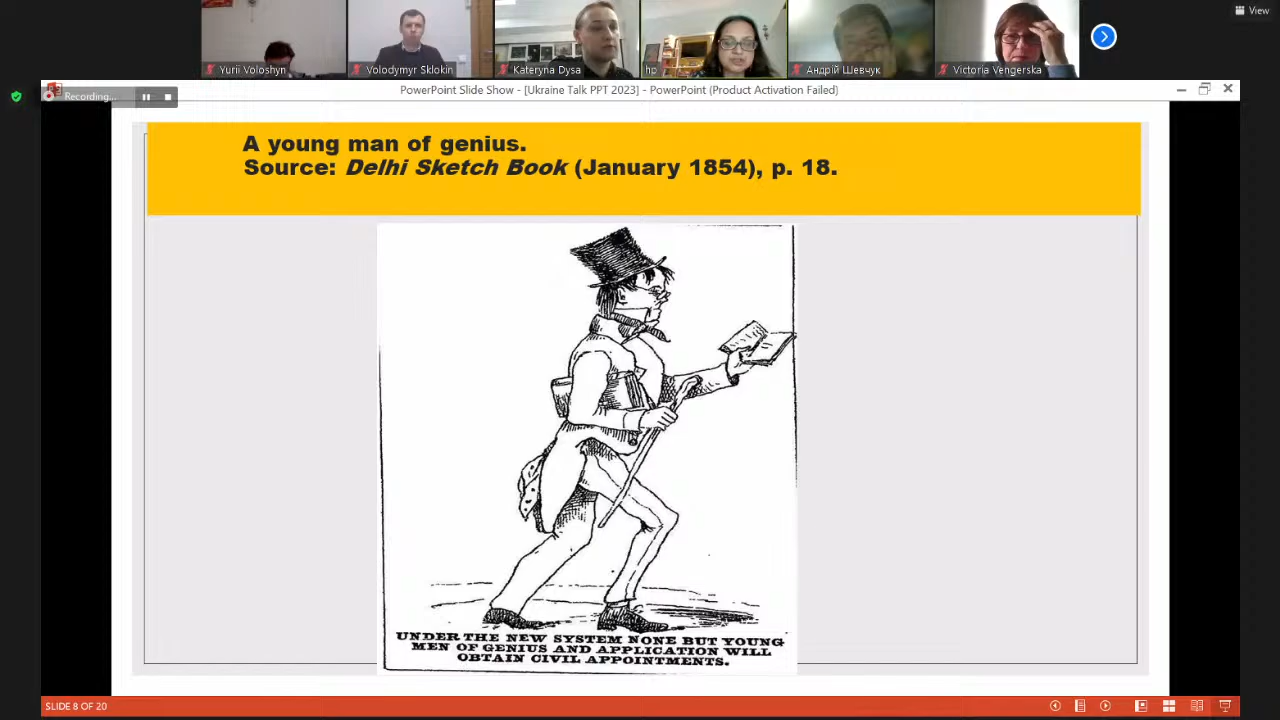 View
Yurii Voloshyn
Volodymyr Sklokin
Kateryna Dysa
hp
Андрій Шевчук
Victoria Vengerska
Recording...
PowerPoint Slide Show - [Ukraine Talk PPT 2023] - PowerPoint (Product Activation Failed)
A young man of genius.
Source: Delhi Sketch Book (January 1854), p. 18.
UNDER THE NEW SYSTEM NONE BUT YOUNG
MEN OF GENIUS AND APPLICATION WILL
OBTAIN CIVIL APPOINTMENTS.
SLIDE 8 OF 20